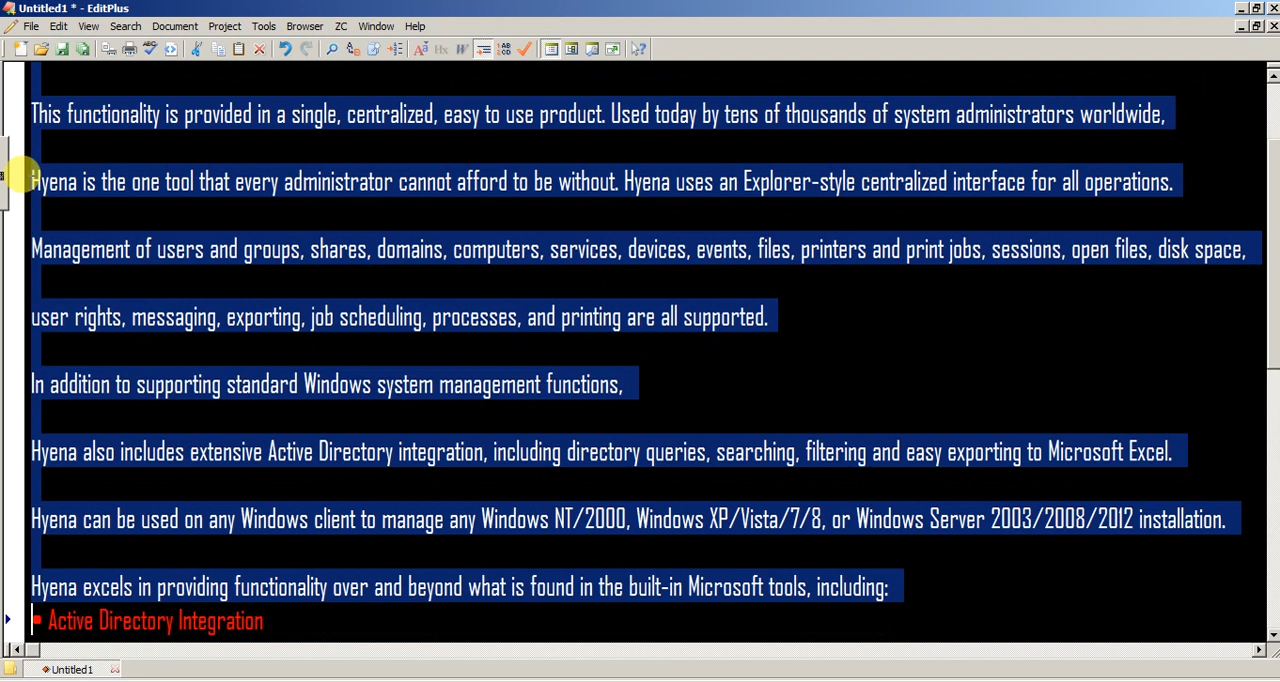 Untitled1 * - EditPlus
File Edit View Search Document Project Tools Browser ZC Window Help
This functionality is provided in a single, centralized, easy to use product. Used today by tens of thousands of system administrators worldwide,
Hyena is the one tool that every administrator cannot afford to be without. Hyena uses an Explorer-style centralized interface for all operations.
Management of users and groups, shares, domains, computers, services, devices, events, files, printers and print jobs, sessions, open files, disk space,
user rights, messaging, exporting, job scheduling, processes, and printing are all supported.
In addition to supporting standard Windows system management functions,
Hyena also includes extensive Active Directory integration, including directory queries, searching, filtering and easy exporting to Microsoft Excel.
Hyena can be used on any Windows client to manage any Windows NT/2000, Windows XP/Vista/7/8, or Windows Server 2003/2008/2012 installation.
Hyena excels in providing functionality over and beyond what is found in the built-in Microsoft tools, including:
• Active Directory Integration
Untitled1